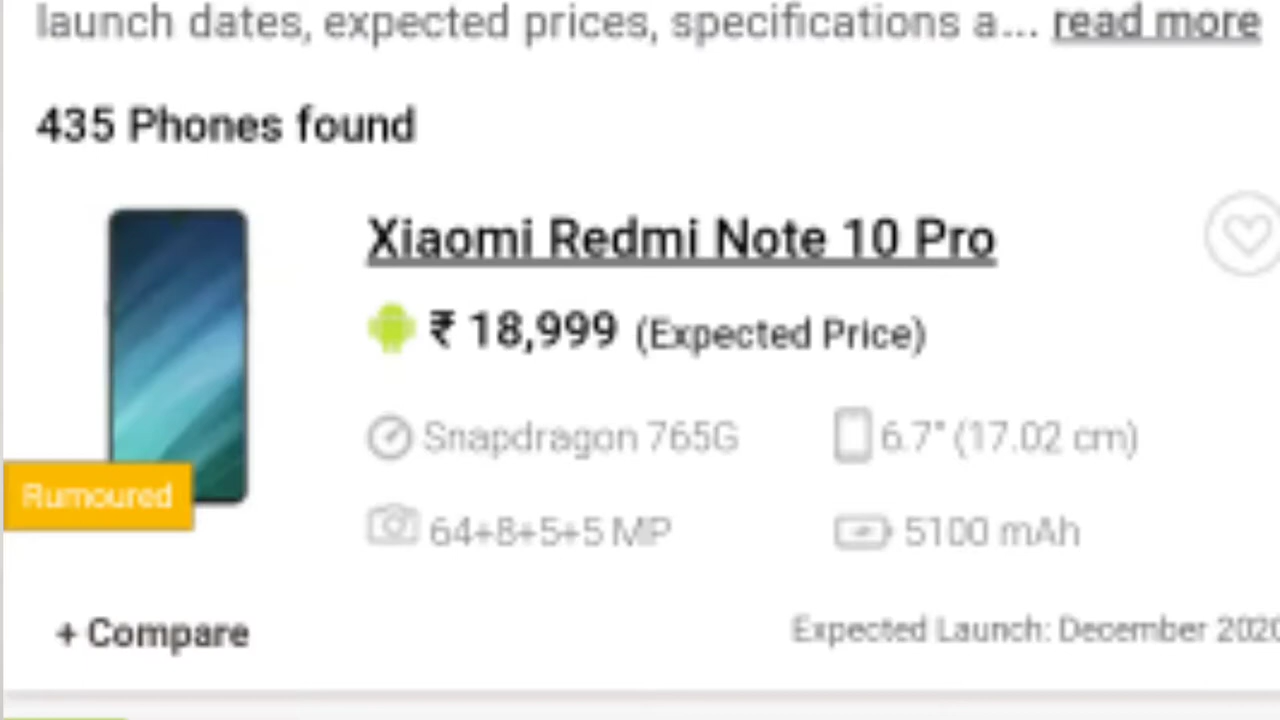 launch dates, expected prices, specifications a... read more
435 Phones found
Xiaomi Redmi Note 10 Pro
₹ 18,999 (Expected Price)
Snapdragon 765G 6.7" (17.02 cm)
Rumoured
64+8+5+5 MP 5100 mAh
+ Compare Expected Launch: December 2020